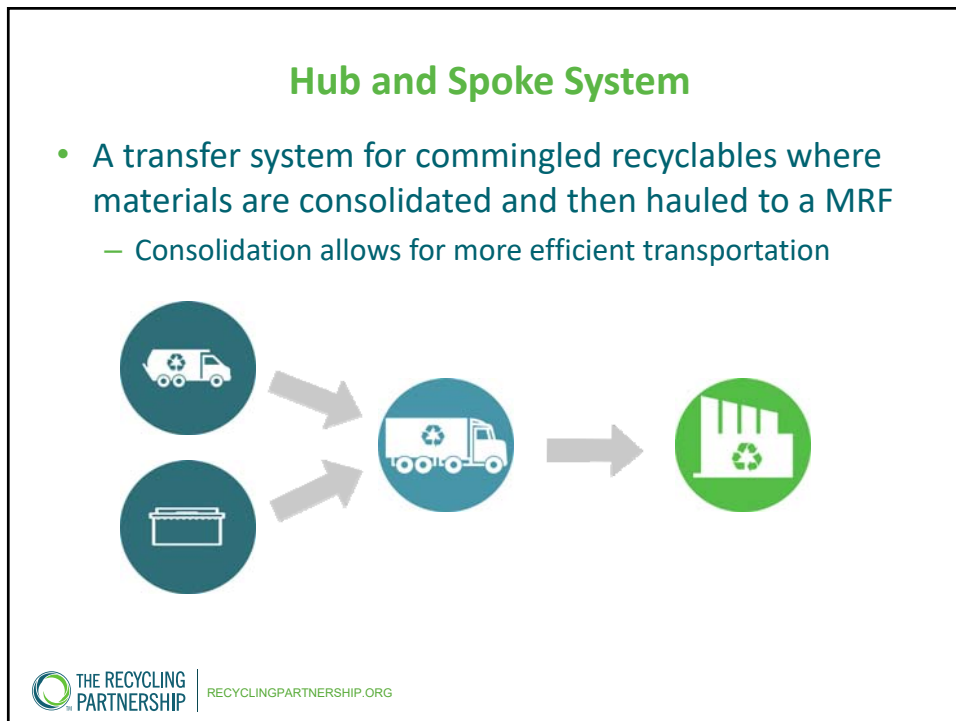 Hub and Spoke System
• A transfer system for commingled recyclables where
materials are consolidated and then hauled to a MRF
– Consolidation allows for more efficient transportation
THE RECYCLING
PARTNERSHIP
RECYCLINGPARTNERSHIP.ORG